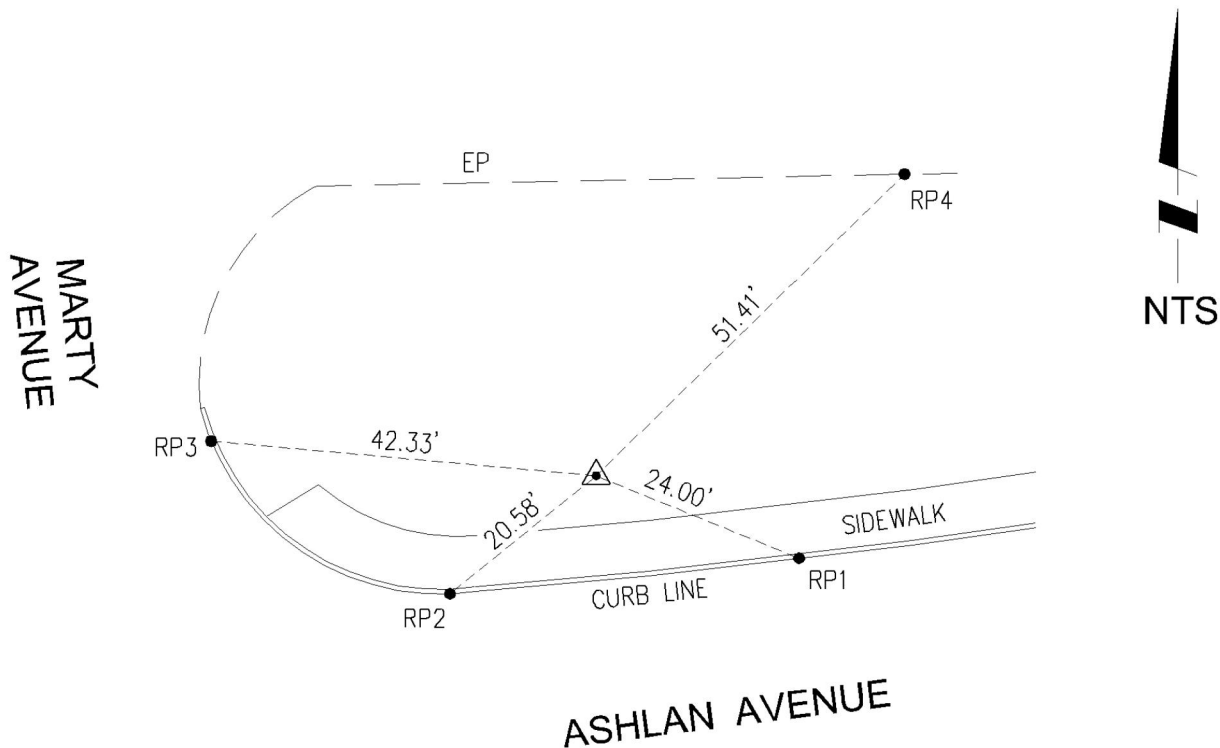 EP
RP4
51.41'
NTS
MARTY
AVENUE
RP3
42.33'
24.00'
20.58'
SIDEWALK
RP1
CURB LINE
RP2
ASHLAN AVENUE